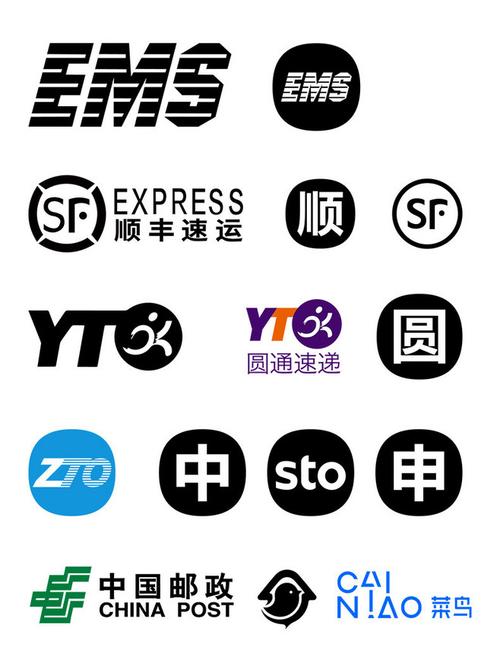 EMS
EMS
SF EXPRESS
顺丰速运
顺
SF
YTO
YTO
圆通速递
圆
ZTO
中
sto
申
中国邮政
CHINA POST
CAI
NIAO 菜鸟